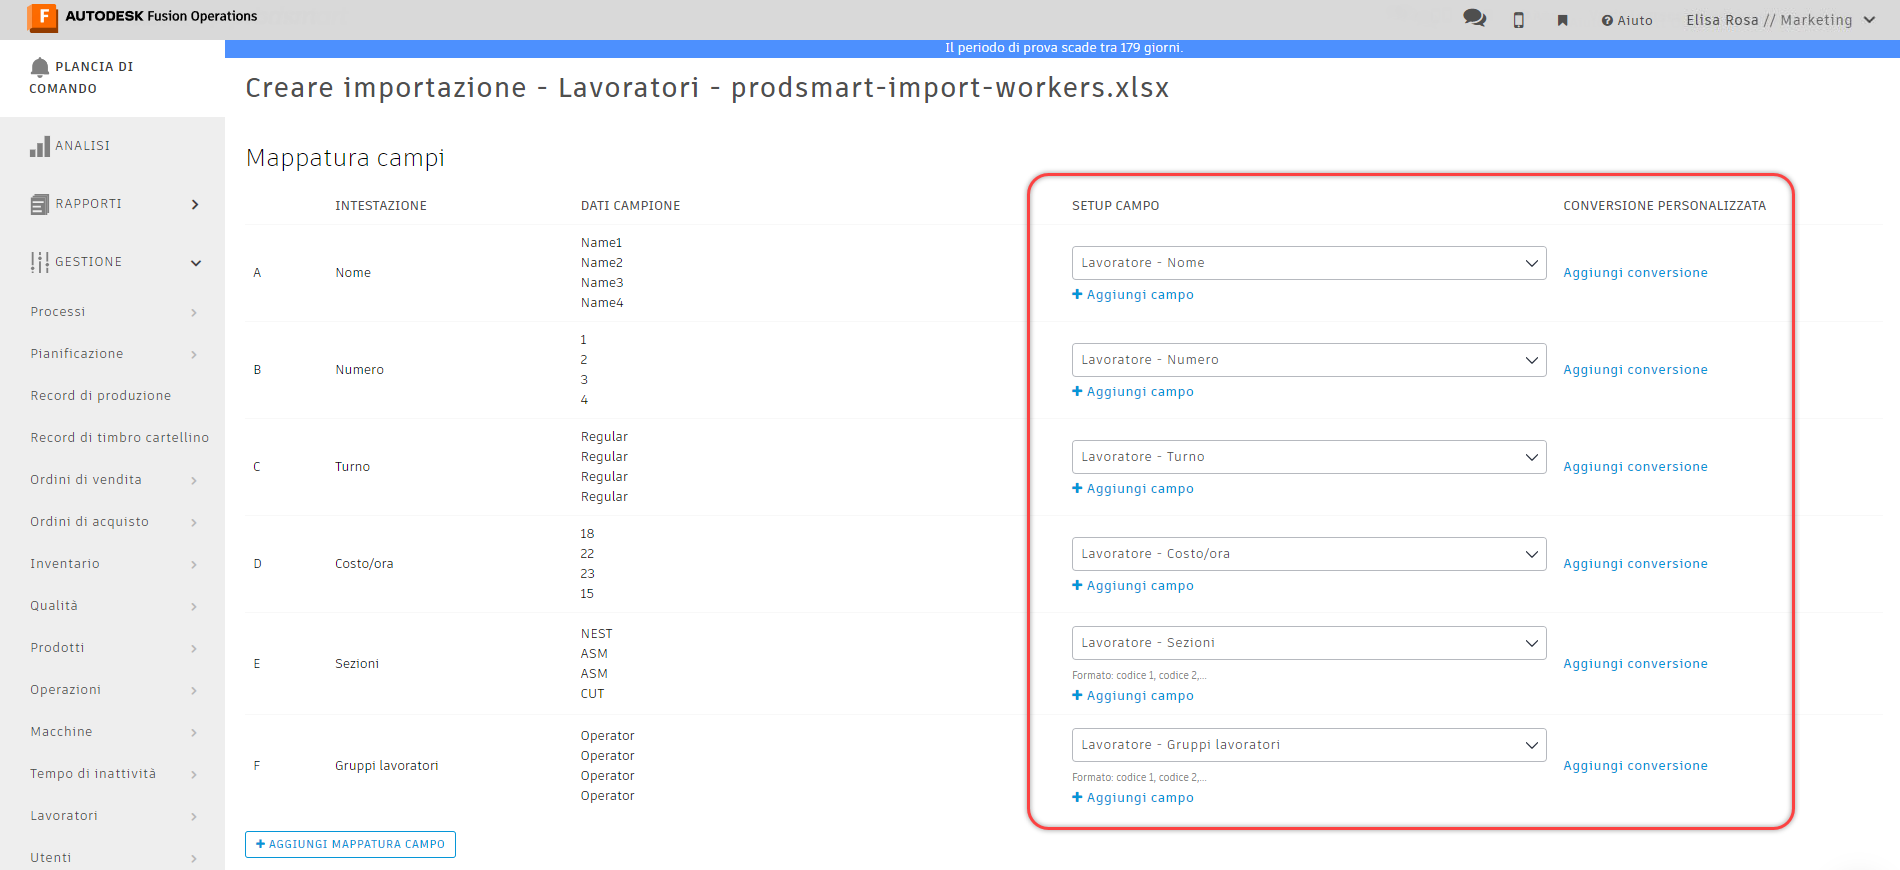 AUTODESK Fusion Operations
Aiuto
Elisa Rosa // Marketing
Il periodo di prova scade tra 179 giorni.
PLANCIA DI
COMANDO
ANALISI
RAPPORTI
GESTIONE
Processi
Pianificazione
Record di produzione
Record di timbro cartellino
Ordini di vendita
Ordini di acquisto
Inventario
Qualità
Prodotti
Operazioni
Macchine
Tempo di inattività
Lavoratori
Utenti
Creare importazione - Lavoratori - prodsmart-import-workers.xlsx
Mappatura campi
INTESTAZIONE DATI CAMPIONE SETUP CAMPO CONVERSIONE PERSONALIZZATA
A
Nome
Name1
Name2
Name3
Name4
Lavoratore - Nome
+ Aggiungi campo
Aggiungi conversione
B
Numero
1
2
3
4
Lavoratore - Numero
+ Aggiungi campo
Aggiungi conversione
C
Turno
Regular
Regular
Regular
Regular
Lavoratore - Turno
+ Aggiungi campo
Aggiungi conversione
D
Costo/ora
18
22
23
15
Lavoratore - Costo/ora
+ Aggiungi campo
Aggiungi conversione
E
Sezioni
NEST
ASM
ASM
CUT
Lavoratore - Sezioni
Formato: codice 1, codice 2,...
+ Aggiungi campo
Aggiungi conversione
F
Gruppi lavoratori
Operator
Operator
Operator
Operator
Lavoratore - Gruppi lavoratori
Formato: codice 1, codice 2,...
+ Aggiungi campo
Aggiungi conversione
+ AGGIUNGI MAPPATURA CAMPO